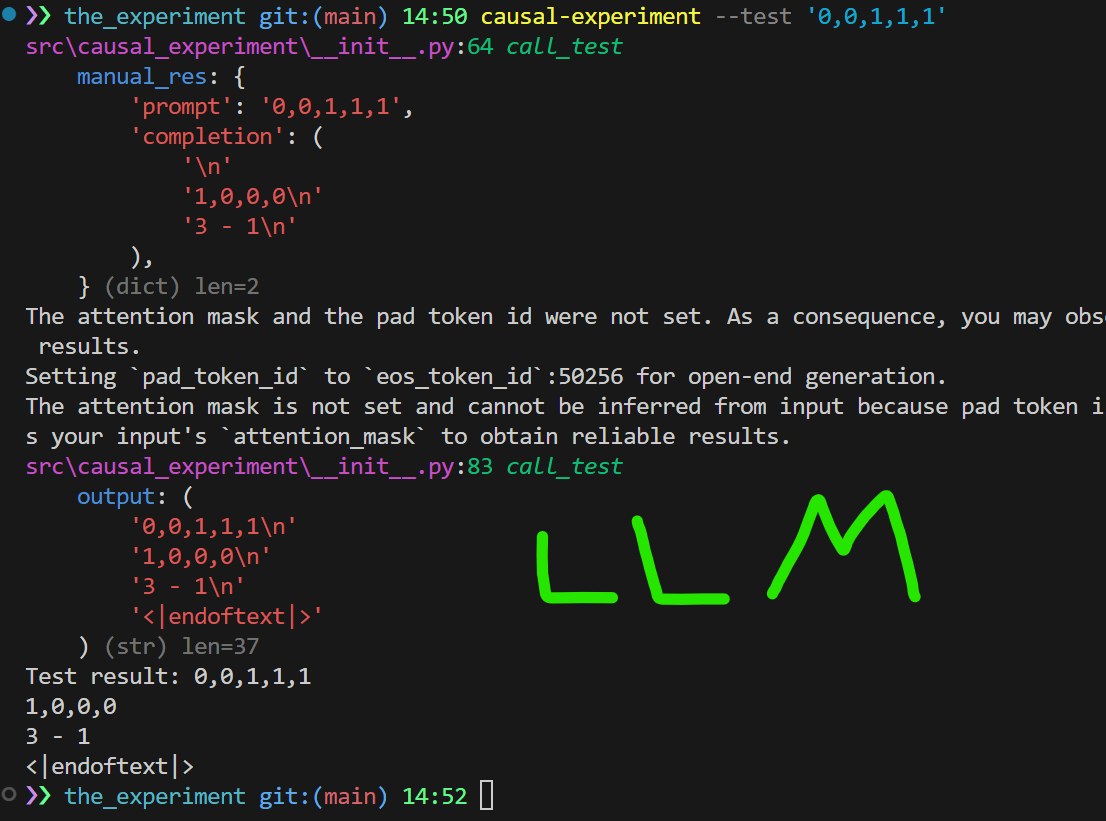 ❯❯ the_experiment git:(main) 14:50 causal-experiment --test '0,0,1,1,1'
src\causal_experiment\__init__.py:64 call_test
    manual_res: {
        'prompt': '0,0,1,1,1',
        'completion': (
            '\n'
            '1,0,0,0\n'
            '3 - 1\n'
        ),
    } (dict) len=2
The attention mask and the pad token id were not set. As a consequence, you may
 results.
Setting `pad_token_id` to `eos_token_id`:50256 for open-end generation.
The attention mask is not set and cannot be inferred from input because pad token
s your input's `attention_mask` to obtain reliable results.
src\causal_experiment\__init__.py:83 call_test
    output: (
        '0,0,1,1,1\n'
        '1,0,0,0\n'
        '3 - 1\n'
        '<|endoftext|>'
    ) (str) len=37
LLM
Test result: 0,0,1,1,1
1,0,0,0
3 - 1
<|endoftext|>
❯❯ the_experiment git:(main) 14:52